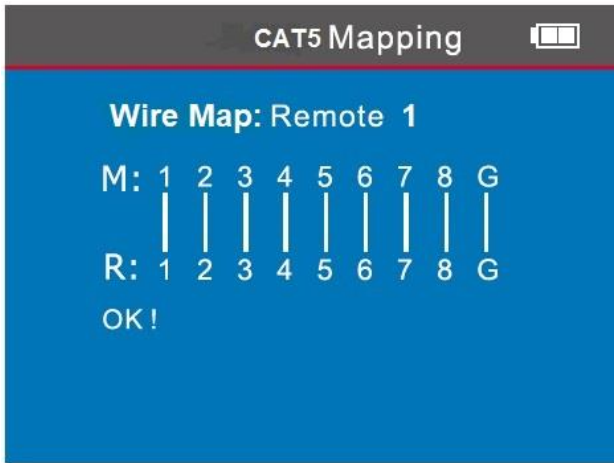 CAT5 Mapping
Wire Map: Remote 1
M: 1 2 3 4 5 6 7 8 G
R: 1 2 3 4 5 6 7 8 G
OK!